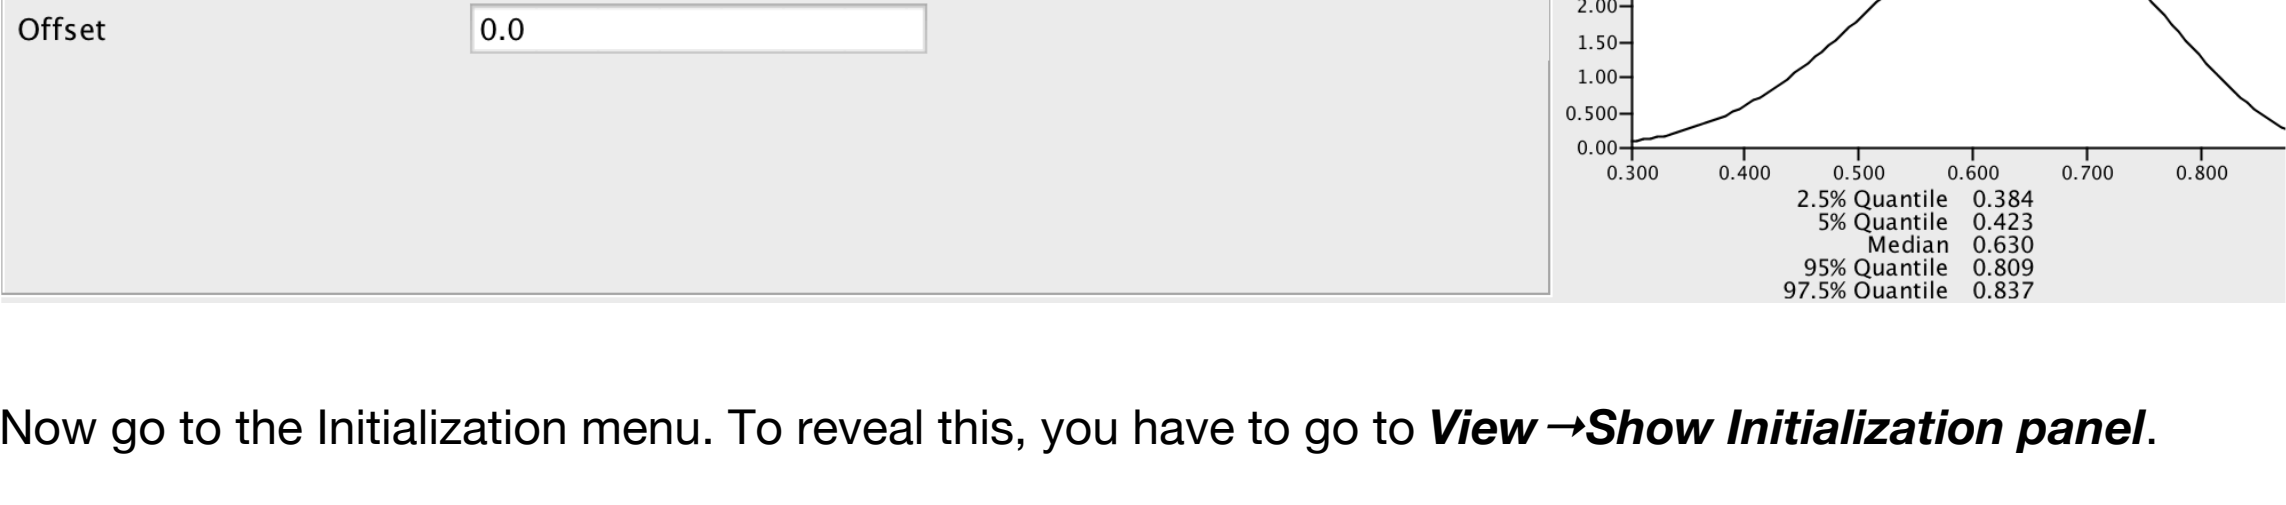 Offset 0.0
2.00
1.50
1.00
0.500
0.00
0.300 0.400 0.500 0.600 0.700 0.800
2.5% Quantile 0.384
5% Quantile 0.423
Median 0.630
95% Quantile 0.809
97.5% Quantile 0.837
Now go to the Initialization menu. To reveal this, you have to go to View→Show Initialization panel.